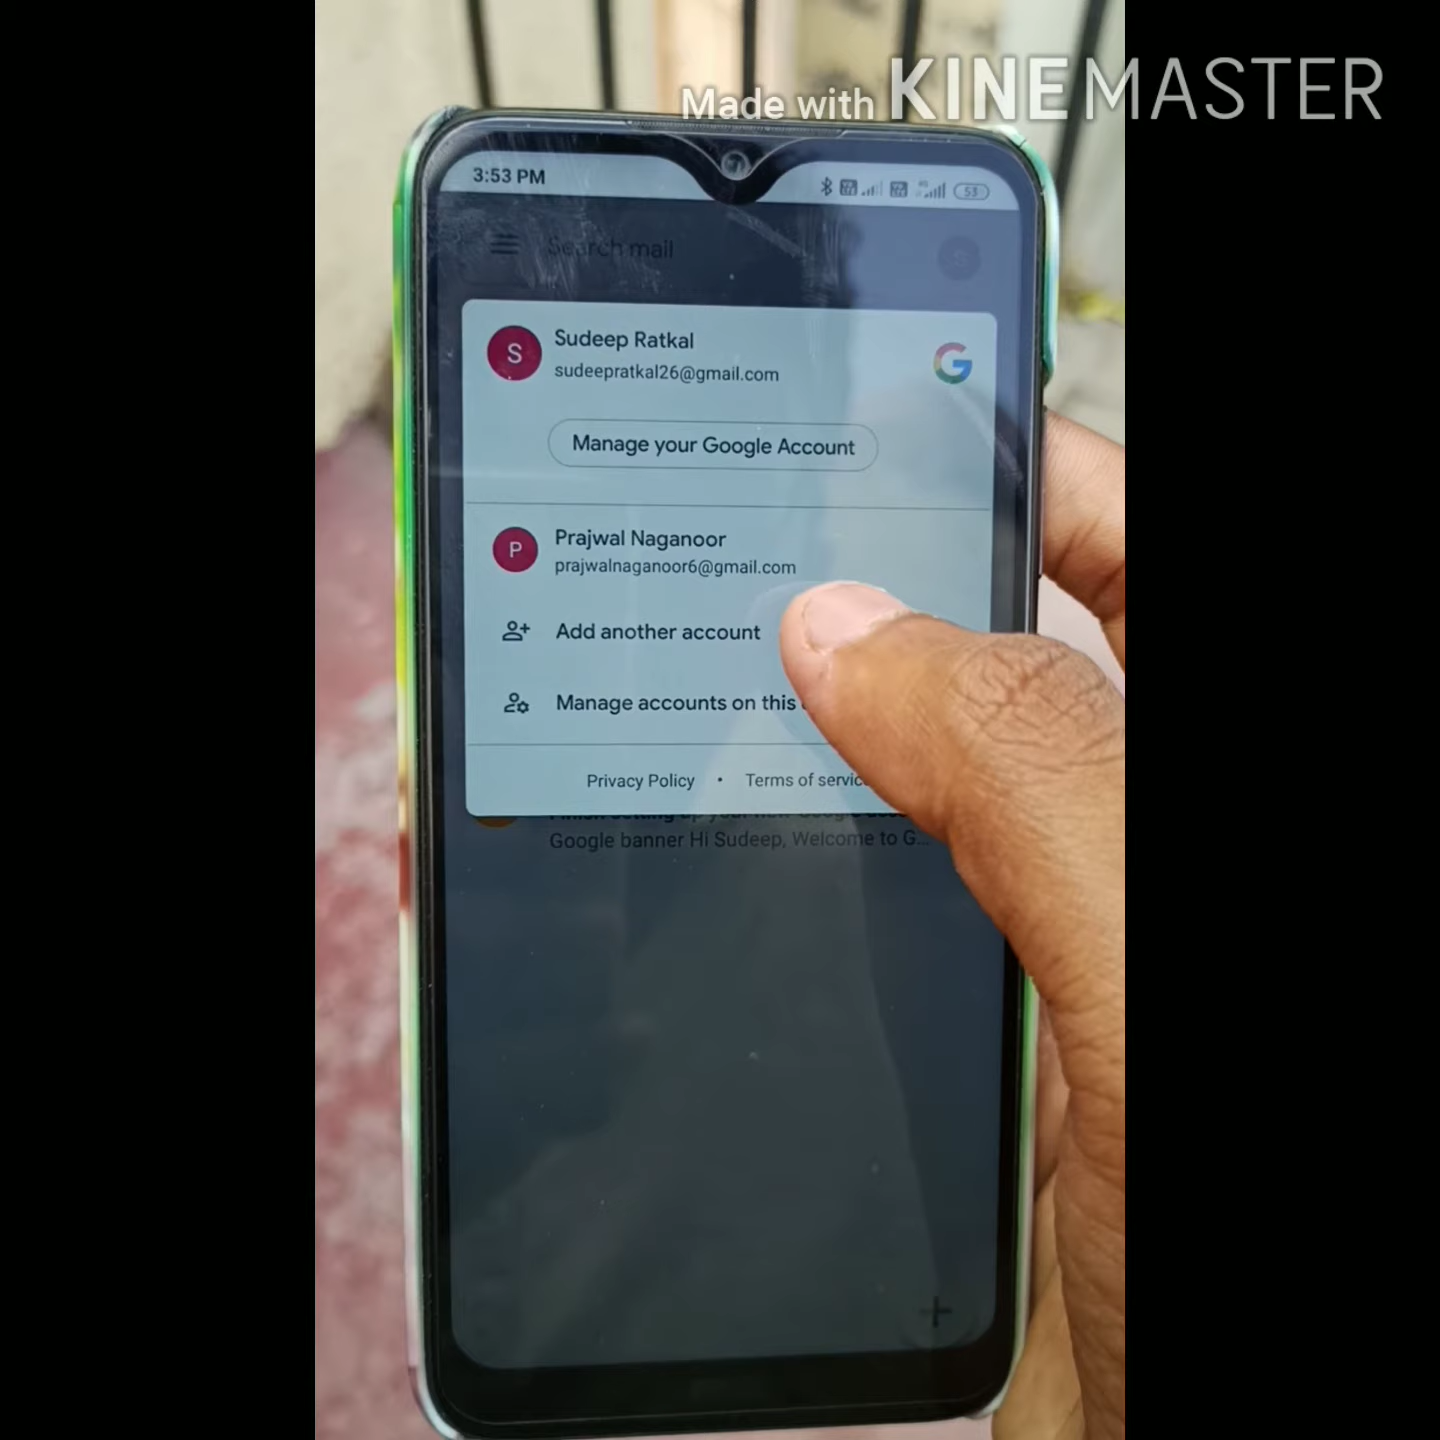 Made with KINEMASTER
3:53 PM
53
Search mail
S
Sudeep Ratkal
sudeepratkal26@gmail.com
G
Manage your Google Account
P
Prajwal Naganoor
prajwalnaganoor6@gmail.com
Add another account
Manage accounts on this
Privacy Policy • Terms of service
Google banner Hi Sudeep, Welcome to G...